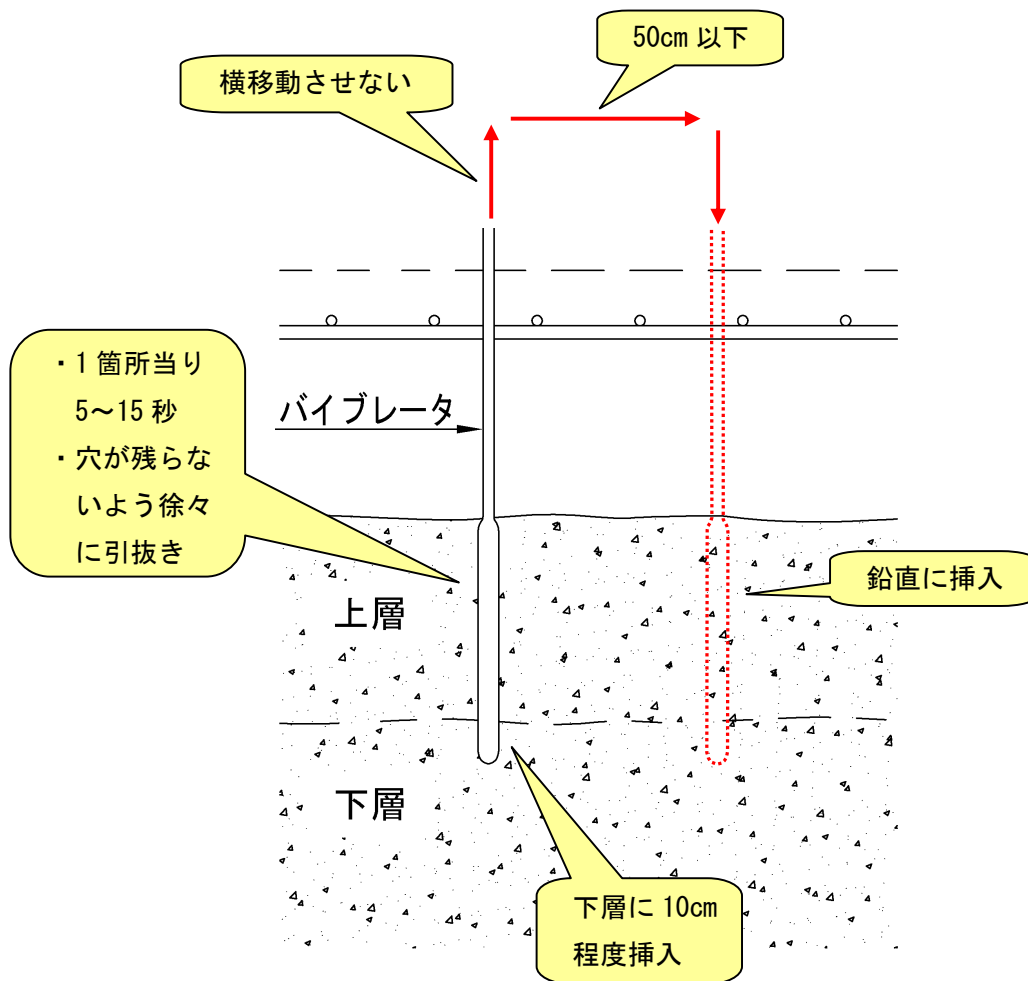 50cm 以下
横移動させない
・1 箇所当り
5～15 秒
・穴が残らな
いよう徐々
に引抜き
バイブレータ
鉛直に挿入
上層
下層
下層に 10cm
程度挿入